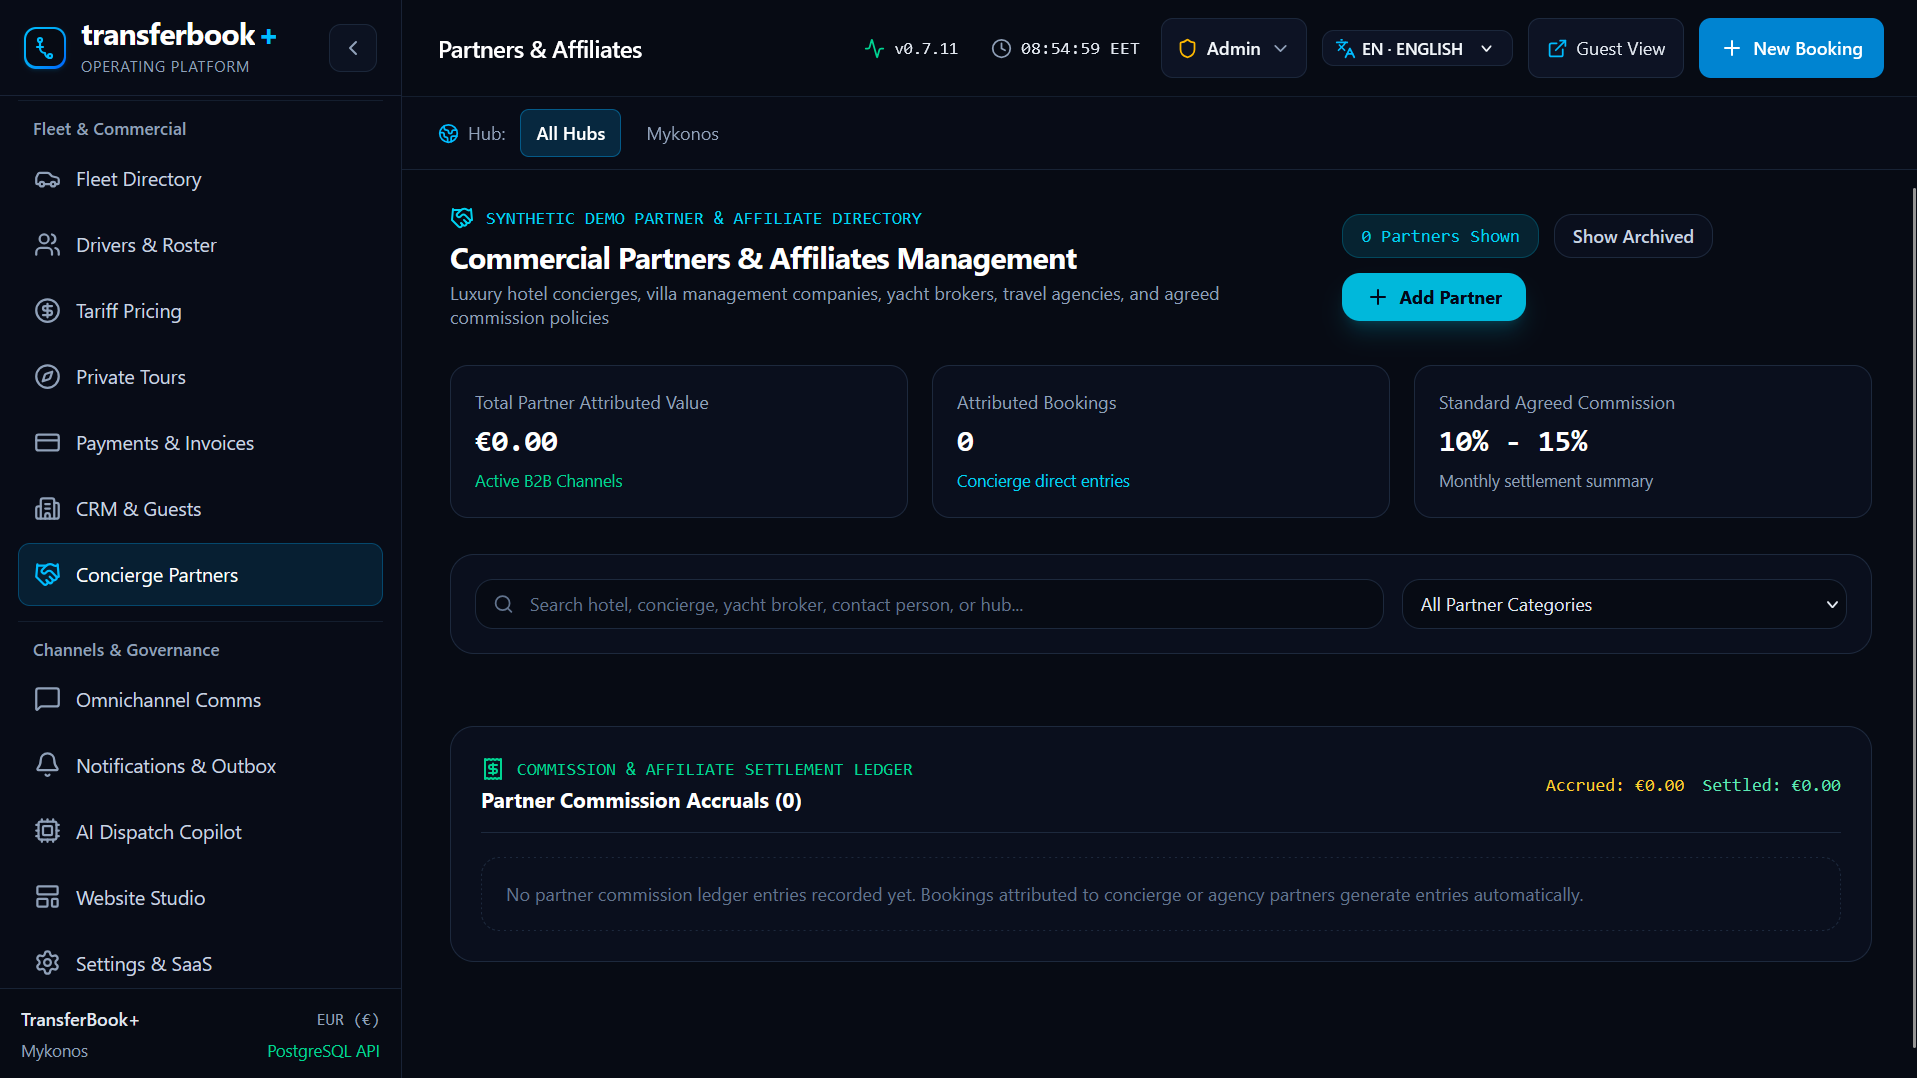 transferbook +
OPERATING PLATFORM
Fleet & Commercial
Fleet Directory
Drivers & Roster
Tariff Pricing
Private Tours
Payments & Invoices
CRM & Guests
Concierge Partners
Channels & Governance
Omnichannel Comms
Notifications & Outbox
AI Dispatch Copilot
Website Studio
Settings & SaaS
TransferBook+ EUR (€)
Mykonos PostgreSQL API
Partners & Affiliates
v0.7.11
08:54:59 EET
Admin
EN · ENGLISH
Guest View
New Booking
Hub: All Hubs Mykonos
SYNTHETIC DEMO PARTNER & AFFILIATE DIRECTORY
Commercial Partners & Affiliates Management
Luxury hotel concierges, villa management companies, yacht brokers, travel agencies, and agreed
commission policies
0 Partners Shown
Show Archived
Add Partner
Total Partner Attributed Value
€0.00
Active B2B Channels
Attributed Bookings
0
Concierge direct entries
Standard Agreed Commission
10% - 15%
Monthly settlement summary
Search hotel, concierge, yacht broker, contact person, or hub...
All Partner Categories
COMMISSION & AFFILIATE SETTLEMENT LEDGER
Partner Commission Accruals (0)
Accrued: €0.00 Settled: €0.00
No partner commission ledger entries recorded yet. Bookings attributed to concierge or agency partners generate entries automatically.